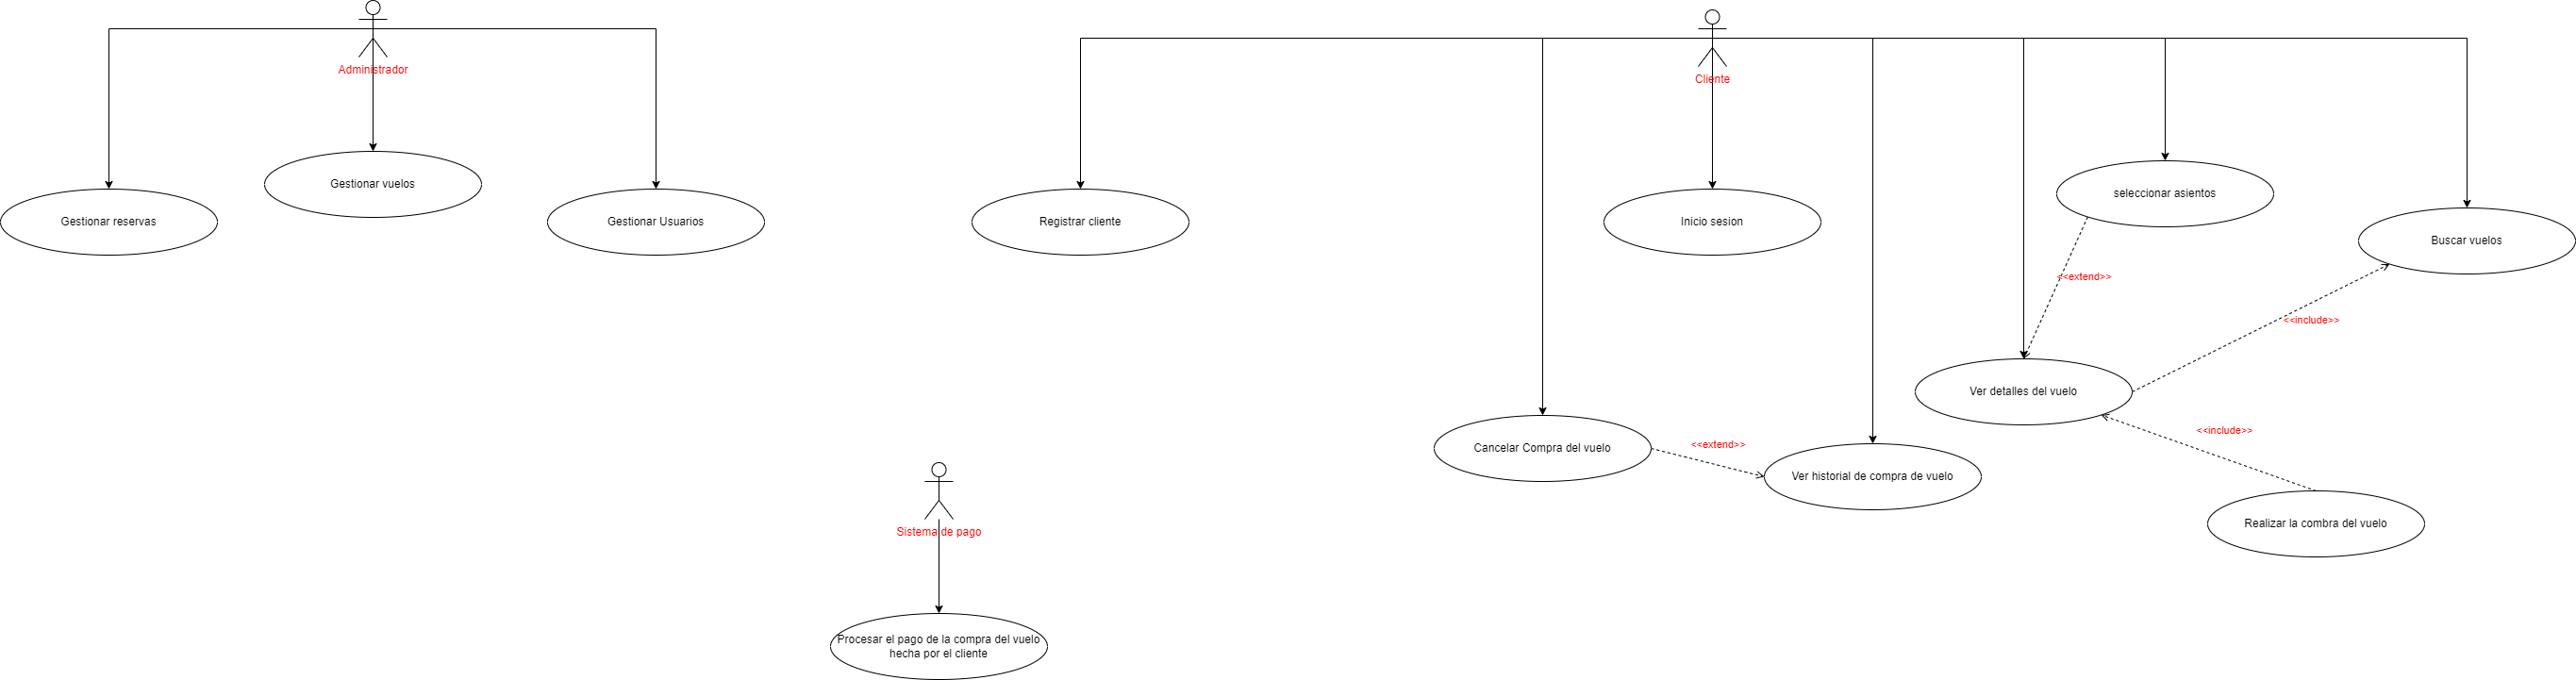 Administrador
Cliente
Gestionar reservas
Gestionar vuelos
Gestionar Usuarios
Registrar cliente
Inicio sesion
seleccionar asientos
Buscar vuelos
<<extend>>
<<include>>
Ver detalles del vuelo
<<include>>
Cancelar Compra del vuelo
<<extend>>
Ver historial de compra de vuelo
Realizar la combra del vuelo
Sistema de pago
Procesar el pago de la compra del vuelo
hecha por el cliente